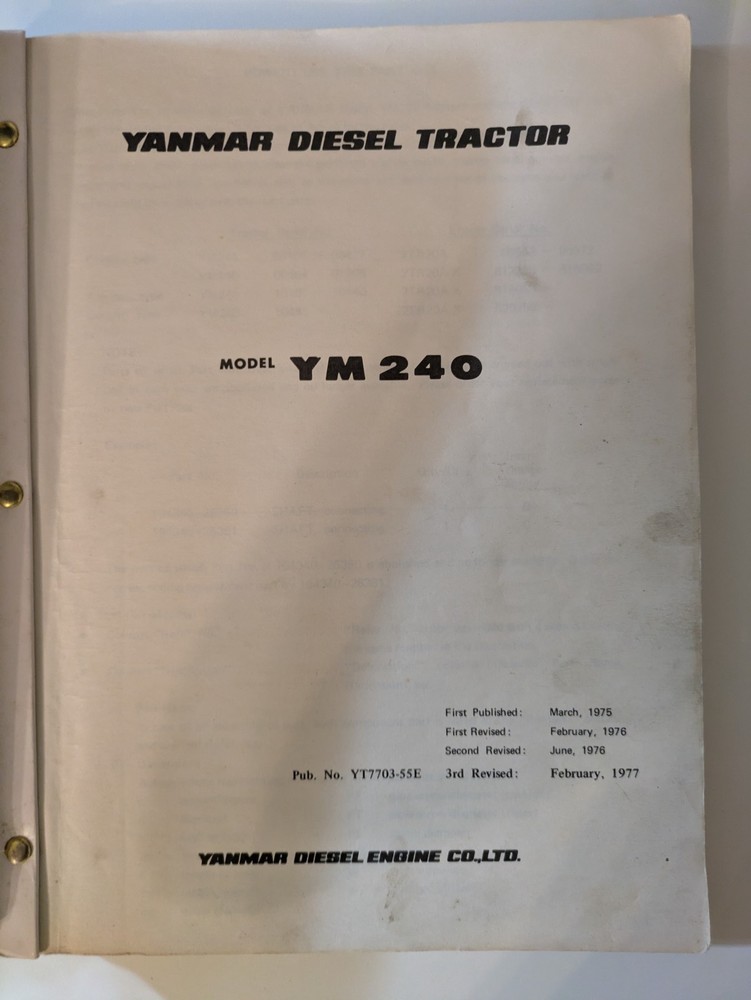 YANMAR DIESEL TRACTOR
MODEL YM 240
First Published: March, 1975
First Revised: February, 1976
Second Revised: June, 1976
Pub. No. YT7703-55E 3rd Revised: February, 1977
YANMAR DIESEL ENGINE CO.,LTD.